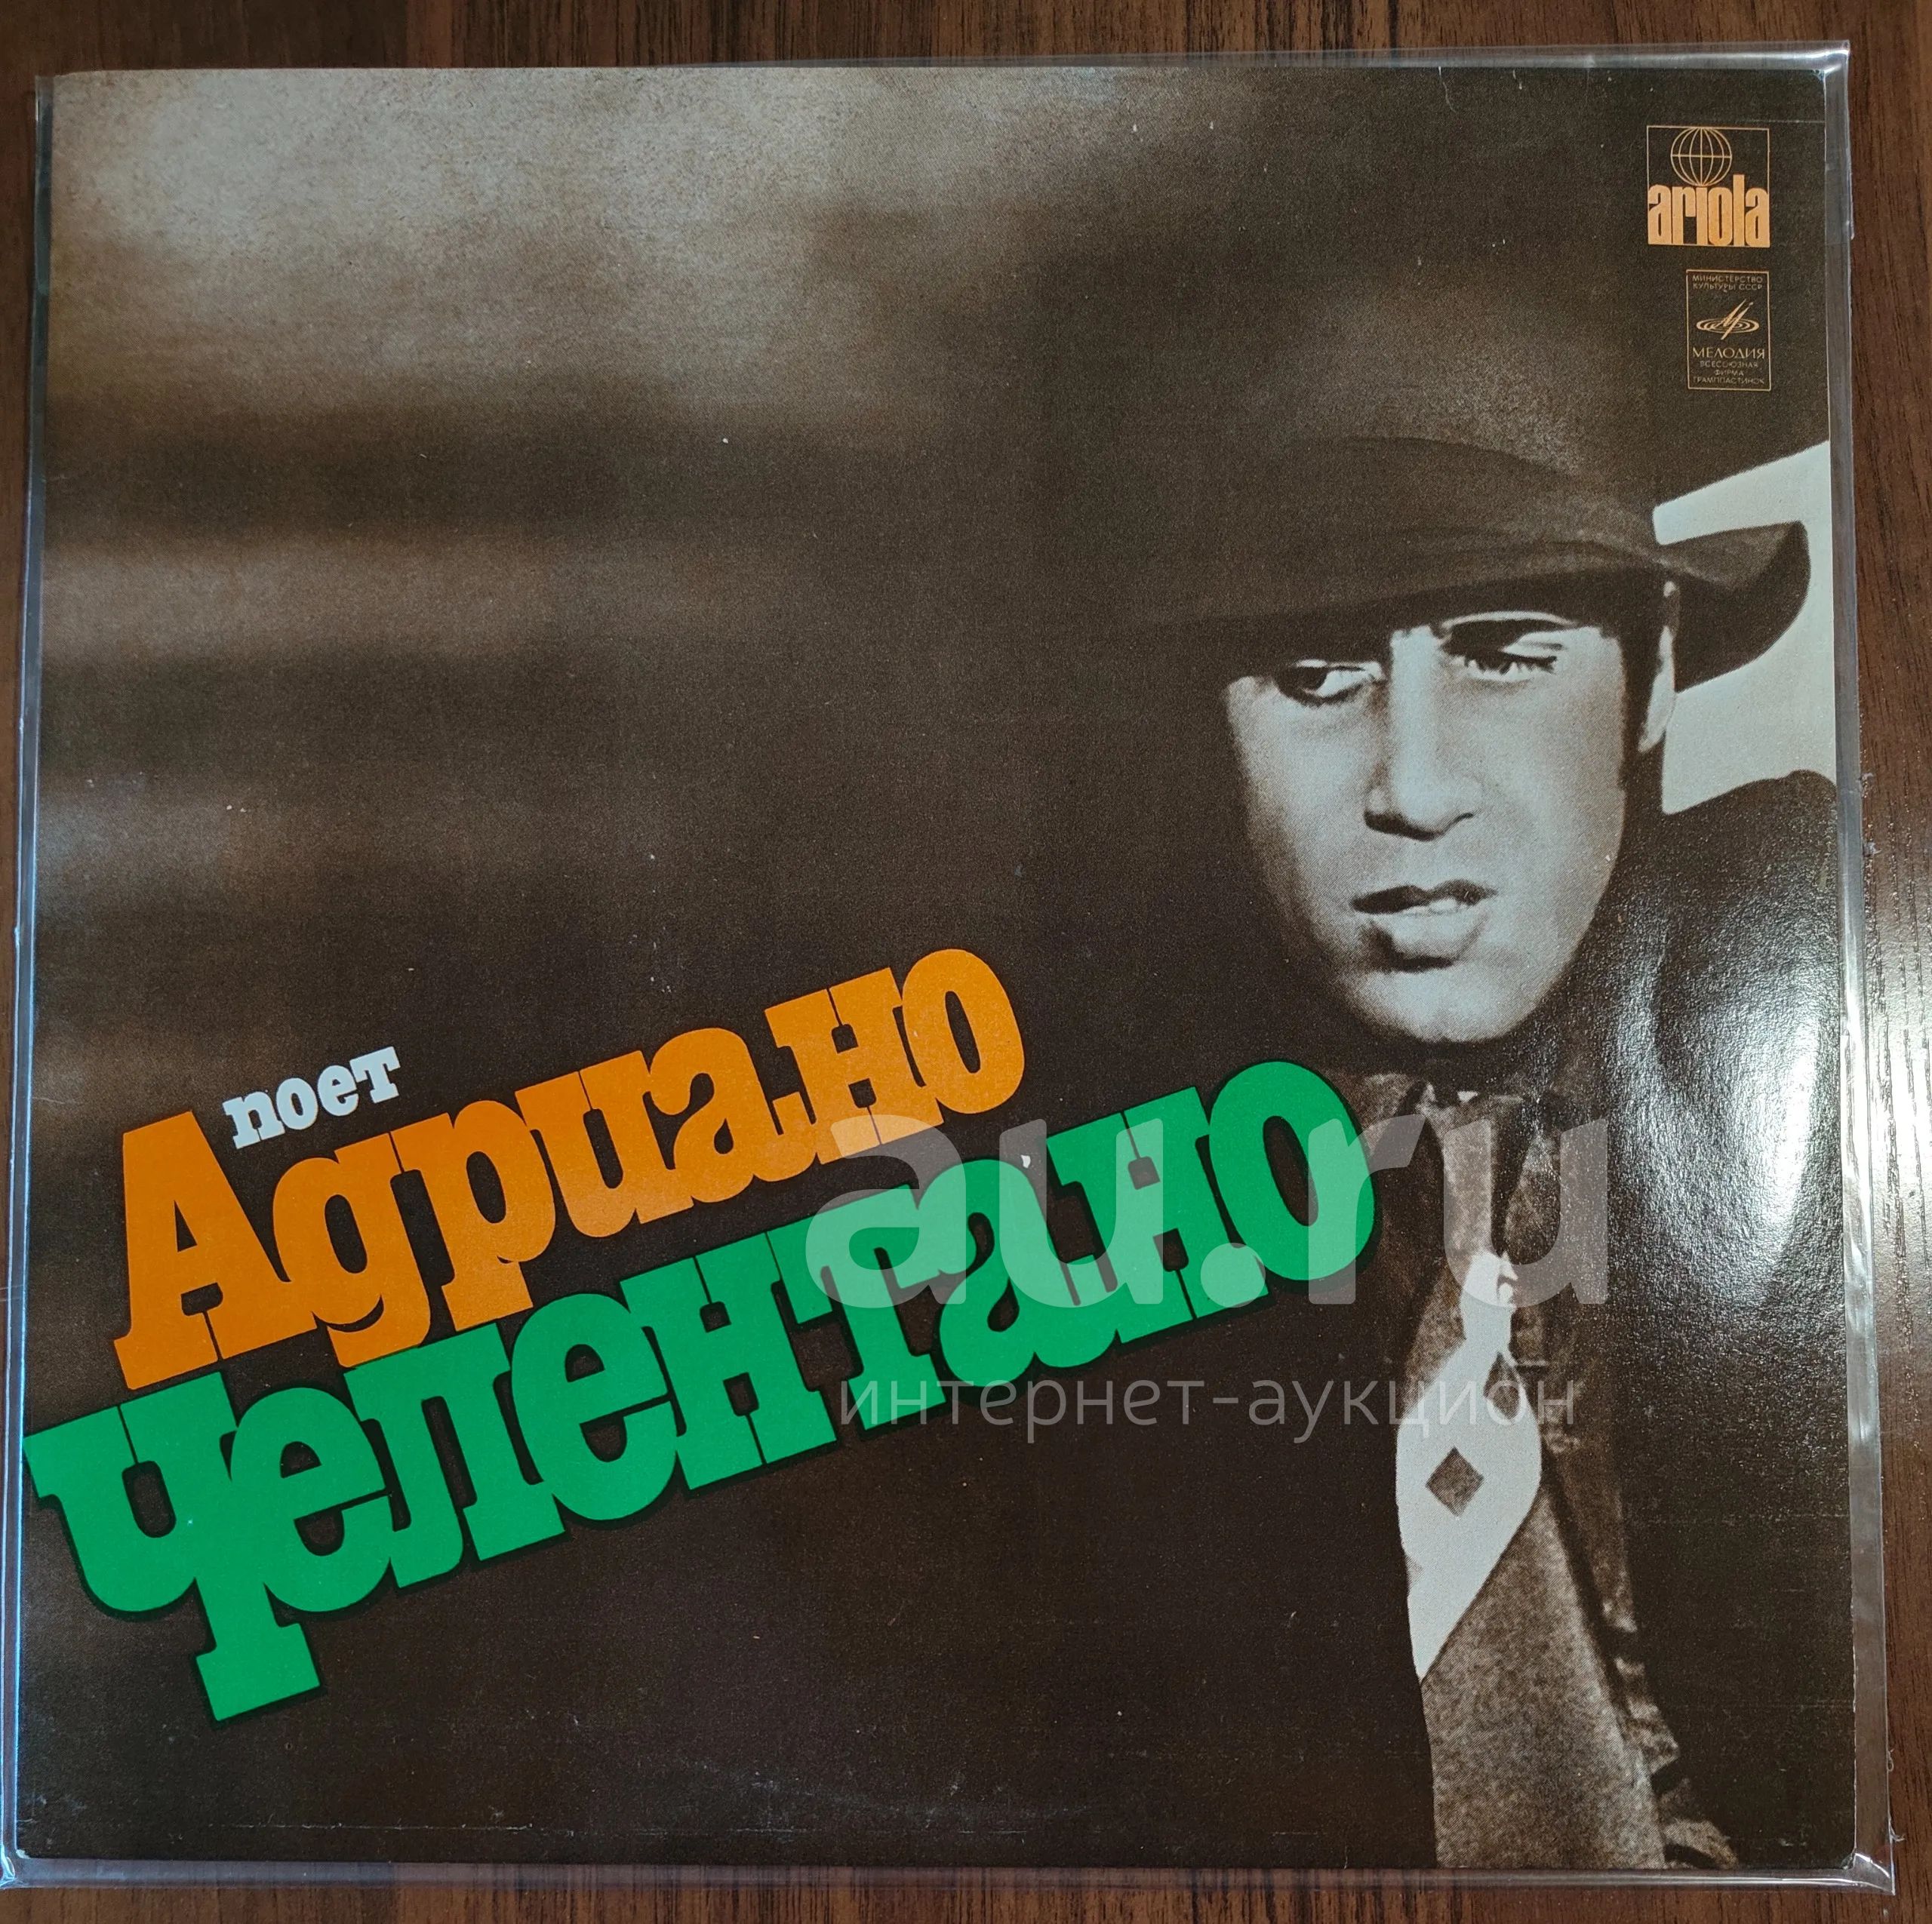 ariola
МИНИСТЕРСТВО
КУЛЬТУРЫ СССР
МЕЛОДИЯ
ВСЕСОЮЗНАЯ
ФИРМА
ГРАМПЛАСТИНОК
поет
Адриано
Челентано
au.ru
интернет-аукцион